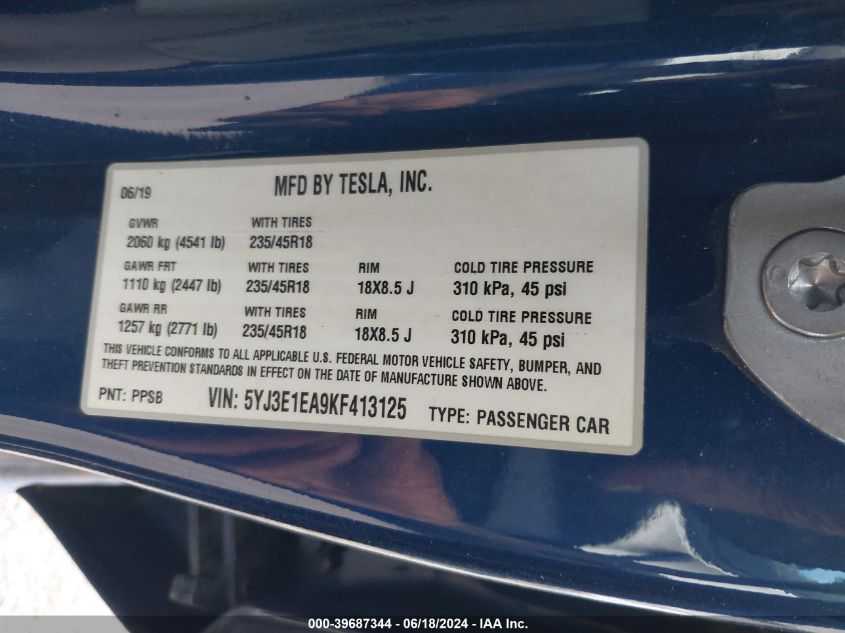 06/19 MFD BY TESLA, INC.
GVWR WITH TIRES
2060 kg (4541 lb) 235/45R18
GAWR FRT WITH TIRES RIM COLD TIRE PRESSURE
1110 kg (2447 lb) 235/45R18 18X8.5 J 310 kPa, 45 psi
GAWR RR WITH TIRES RIM COLD TIRE PRESSURE
1257 kg (2771 lb) 235/45R18 18X8.5 J 310 kPa, 45 psi
THIS VEHICLE CONFORMS TO ALL APPLICABLE U.S. FEDERAL MOTOR VEHICLE SAFETY, BUMPER, AND
THEFT PREVENTION STANDARDS IN EFFECT ON THE DATE OF MANUFACTURE SHOWN ABOVE.
PNT: PPSB VIN: 5YJ3E1EA9KF413125 TYPE: PASSENGER CAR
000-39687344 - 06/18/2024 - IAA Inc.